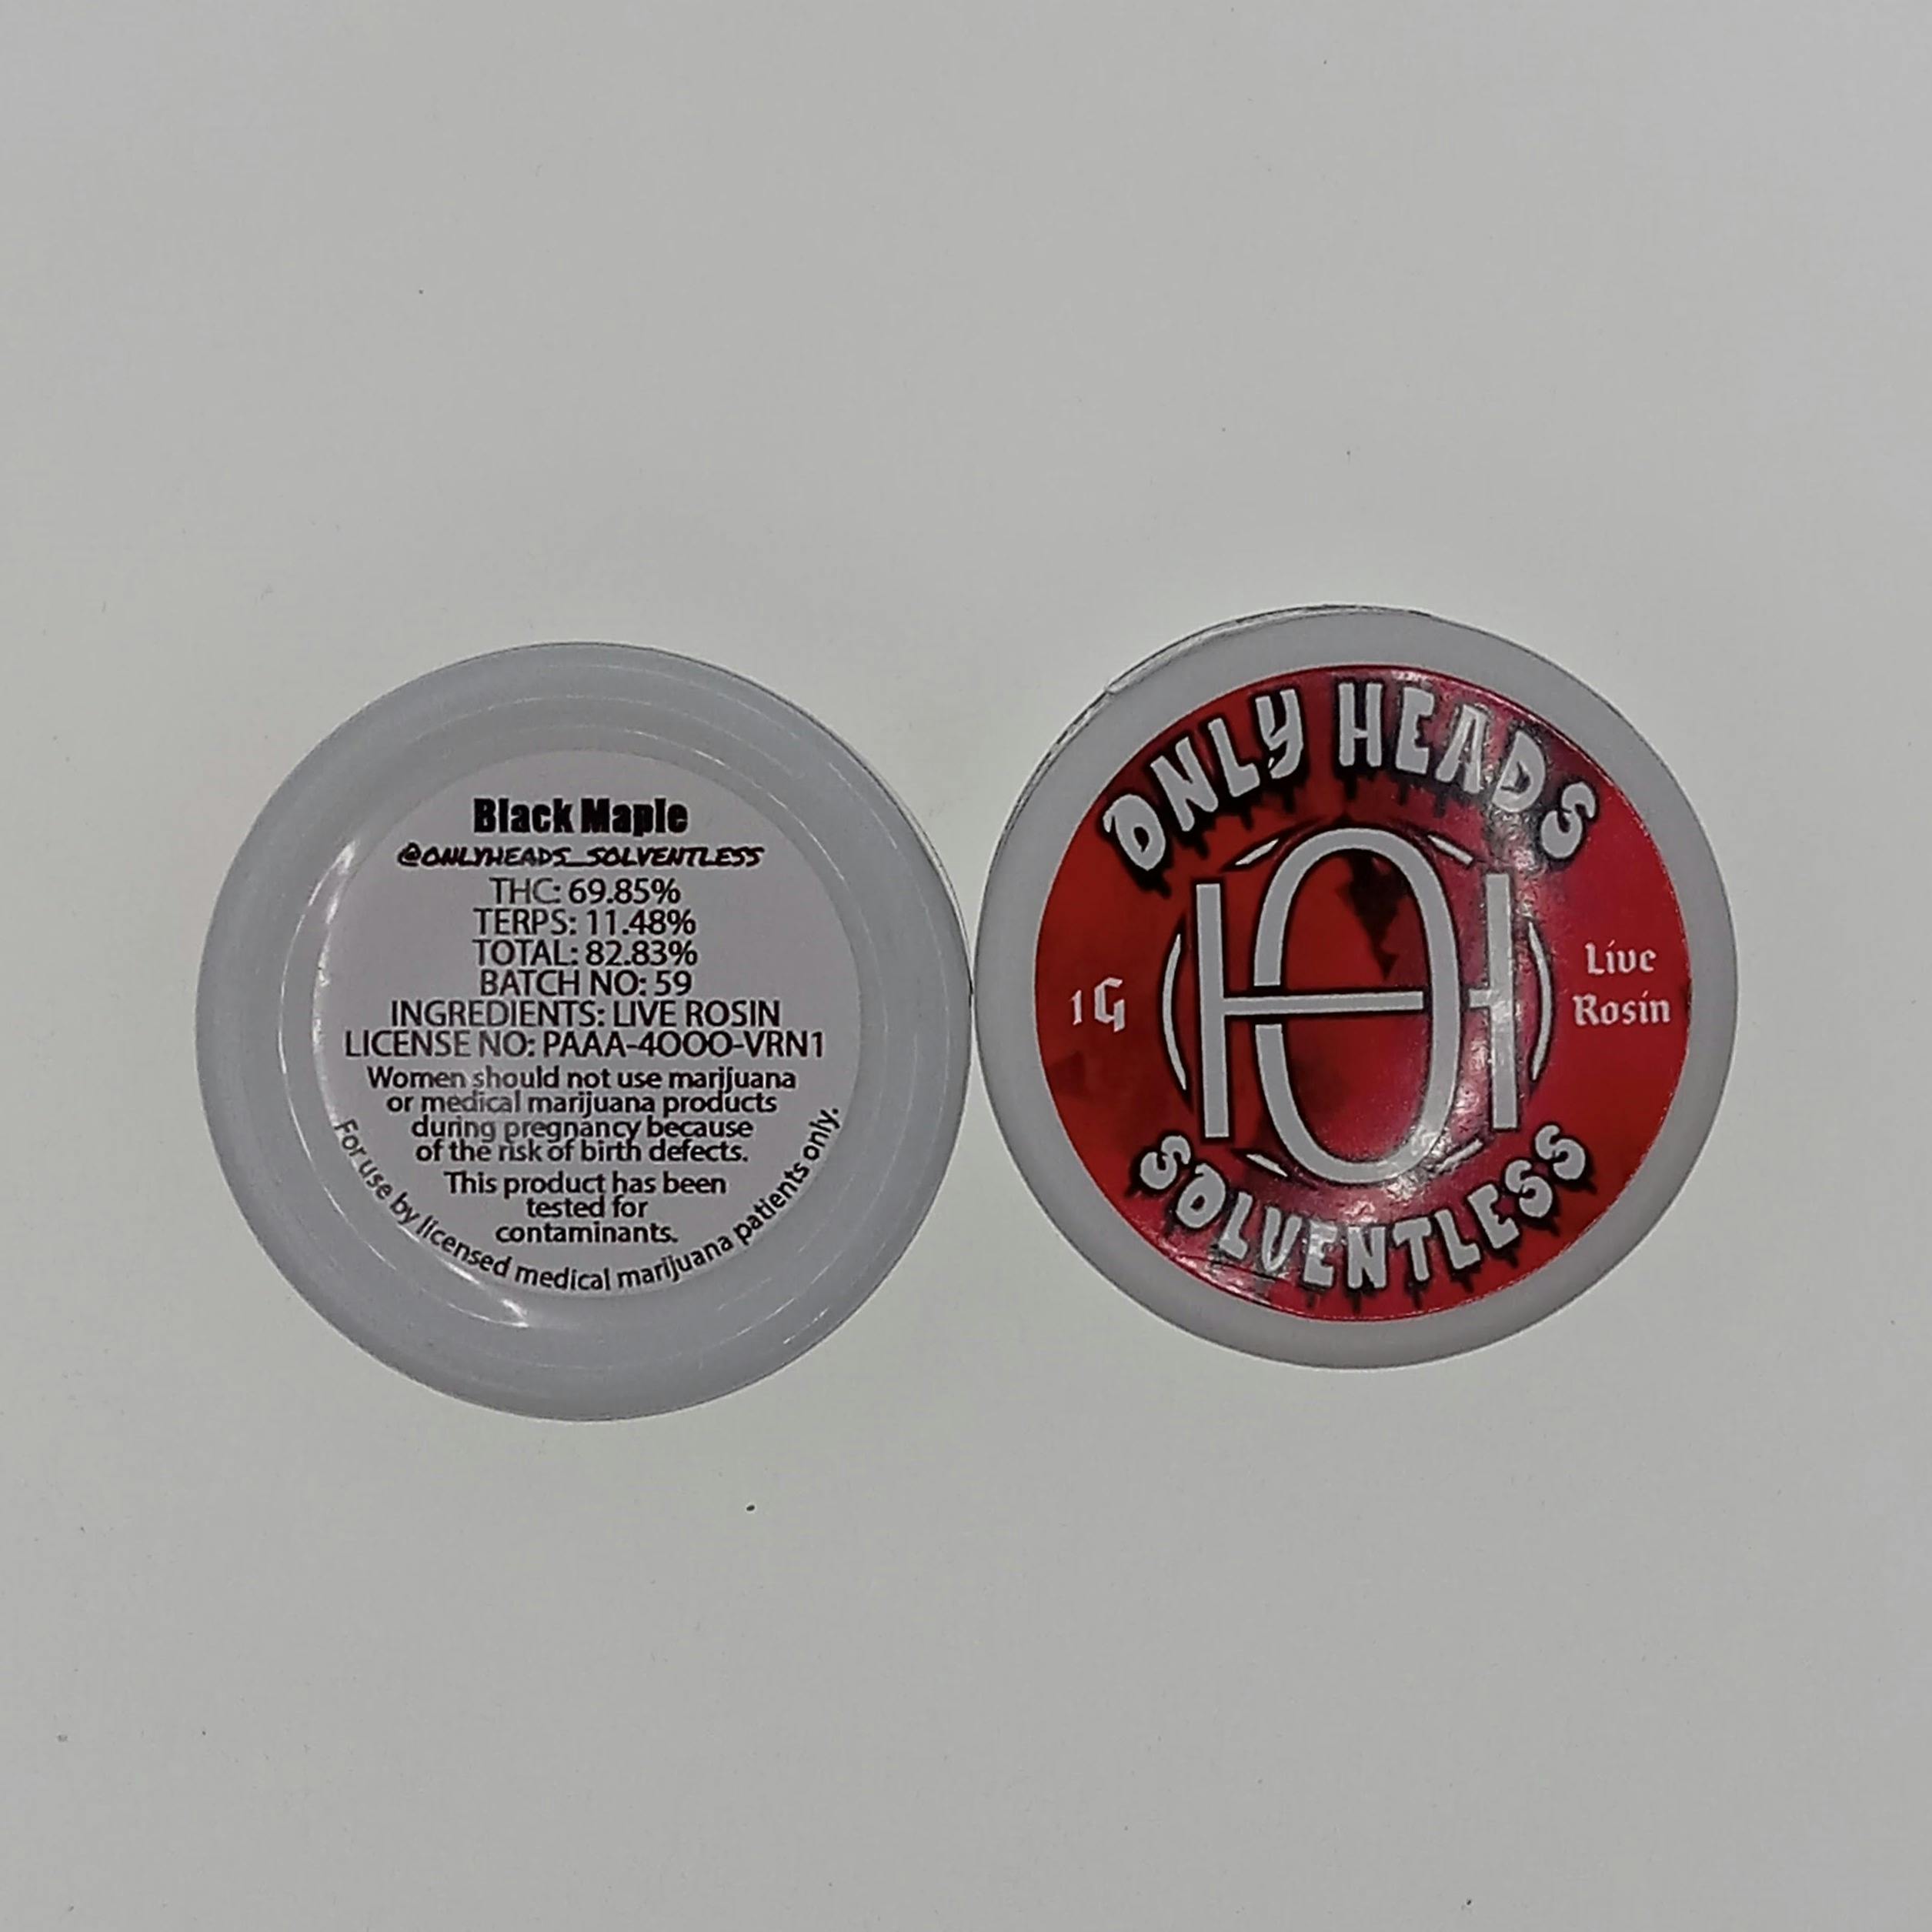 Black Maple
@ONLYHEADS_SOLVENTLESS
THC: 69.85%
TERPS: 11.48%
TOTAL: 82.83%
BATCH NO: 59
INGREDIENTS: LIVE ROSIN
LICENSE NO: PAAA-4OOO-VRN1
Women should not use marijuana
or medical marijuana products
during pregnancy because
of the risk of birth defects.
This product has been
tested for
contaminants.
For use by licensed medical marijuana patients only.
ONLY HEADS
OH
1G
Live
Rosin
SOLVENTLESS